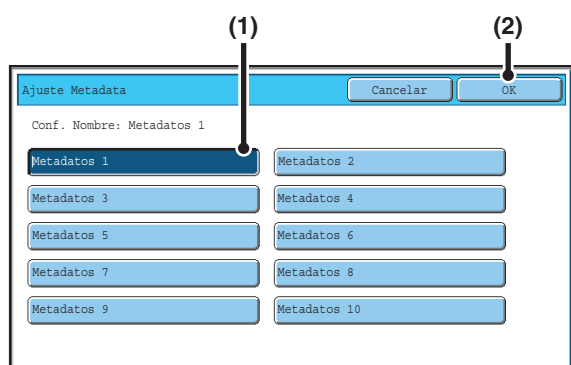 (1) (2)
Ajuste Metadata Cancelar OK
Conf. Nombre: Metadatos 1
Metadatos 1 Metadatos 2
Metadatos 3 Metadatos 4
Metadatos 5 Metadatos 6
Metadatos 7 Metadatos 8
Metadatos 9 Metadatos 10